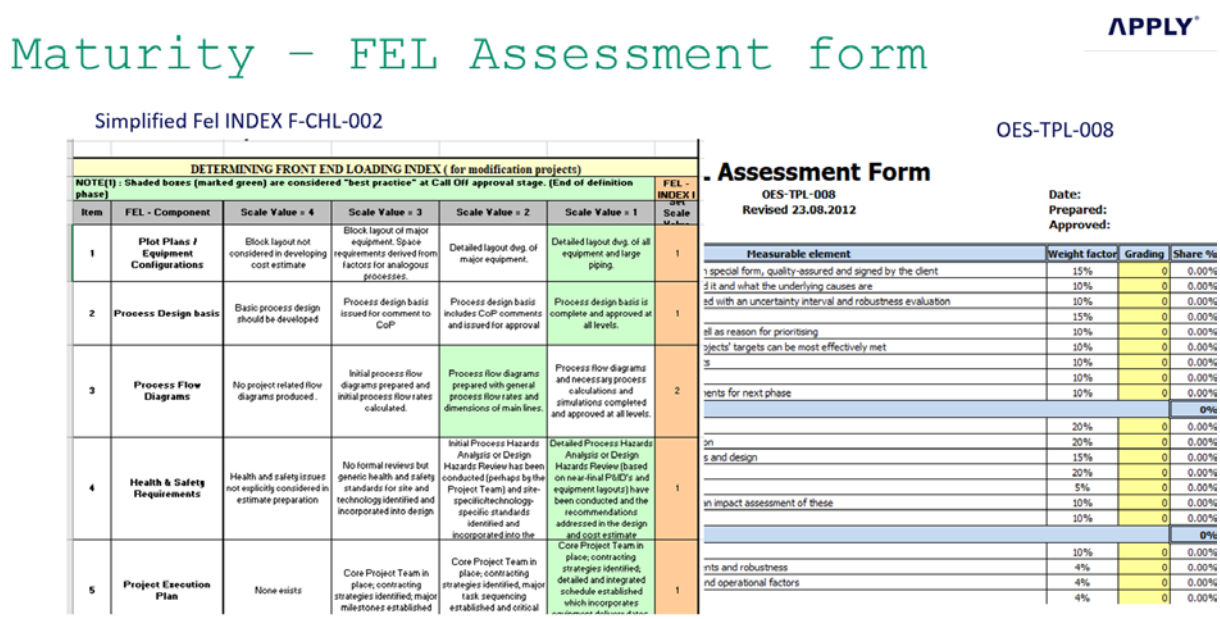 APPLY
Maturity – FEL Assessment form
Simplified Fel INDEX F-CHL-002
OES-TPL-008
DETERMINING FRONT END LOADING INDEX ( for modification projects)
NOTE(1) : Shaded boxes (marked green) are considered "best practice" at Call Off approval stage. (End of definition
phase)
FEL -
INDEX I
Item
FEL - Component
Scale Value = 4
Scale Value = 3
Scale Value = 2
Scale Value = 1
Set
Scale
1
Plot Plans /
Equipment
Configurations
Block layout not
considered in developing
cost estimate
Block layout of major
equipment. Space
requirements derived from
factors for analogous
processes.
Detailed layout dwg. of
major equipment.
Detailed layout dwg. of all
equipment and large
piping.
1
2
Process Design basis
Basic process design
should be developed
Process design basis
issued for comment to
CoP
Process design basis
includes CoP comments
and issued for approval
Process design basis is
complete and approved at
all levels.
1
3
Process Flow
Diagrams
No project related flow
diagrams produced.
Initial process flow
diagrams prepared and
initial process flow rates
calculated.
Process flow diagrams
prepared with general
process flow rates and
dimensions of main lines.
Process flow diagrams
and necessary process
calculations and
simulations completed
and approved at all levels.
2
4
Health & Safety
Requirements
Health and safety issues
not explicitly considered in
estimate preparation
No formal reviews but
generic health and safety
standards for site and
technology identified and
incorporated into design
Initial Process Hazards
Analysis or Design
Hazards Review has been
conducted (perhaps by the
Project Team) and site-
specific/technology-
specific standards
identified and
incorporated into the
Detailed Process Hazards
Analysis or Design
Hazards Review (based
on near-final P&ID's and
equipment layouts) have
been conducted and the
recommendations
addressed in the design
and cost estimate
1
5
Project Execution
Plan
None exists
Core Project Team in
place; contracting
strategies identified; major
milestones established
Core Project Team in
place; contracting
strategies identified, major
task sequencing
established and critical
Core Project Team in
place; contracting
strategies identified;
detailed and integrated
schedule established
which incorporates
equipment delivery dates
1
. Assessment Form
OES-TPL-008
Revised 23.08.2012
Date:
Prepared:
Approved:
Measurable element Weight factor Grading Share %
special form, quality-assured and signed by the client 15% 0 0.00%
d it and what the underlying causes are 10% 0 0.00%
ed with an uncertainty interval and robustness evaluation 10% 0 0.00%
15% 0 0.00%
ell as reason for prioritising 10% 0 0.00%
ojects' targets can be most effectively met 10% 0 0.00%
s 10% 0 0.00%
10% 0 0.00%
ents for next phase 10% 0 0.00%
0%
20% 0 0.00%
on 20% 0 0.00%
s and design 15% 0 0.00%
20% 0 0.00%
5% 0 0.00%
n impact assessment of these 10% 0 0.00%
10% 0 0.00%
0%
10% 0 0.00%
nts and robustness 4% 0 0.00%
nd operational factors 4% 0 0.00%
4% 0 0.00%